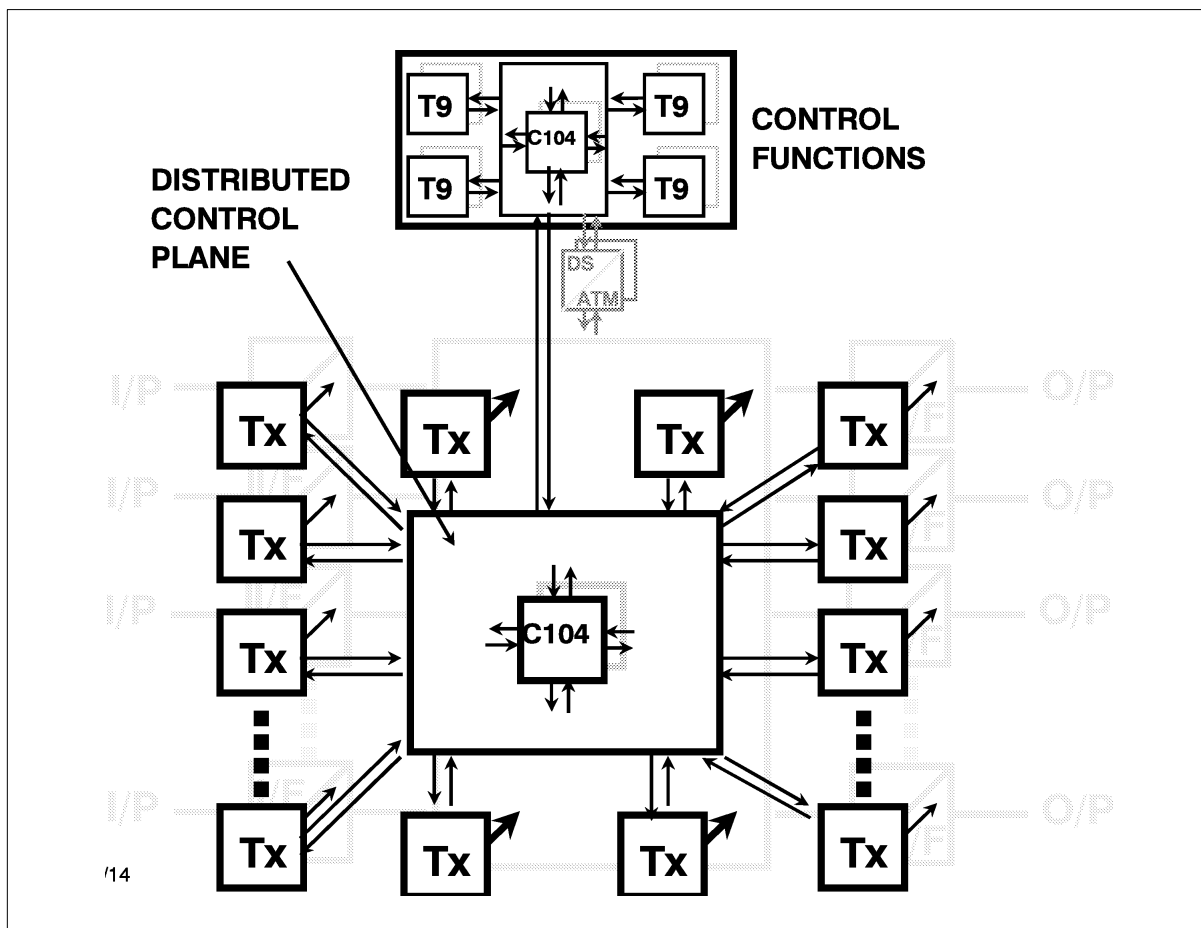 T9
T9
C104
T9
T9
CONTROL
FUNCTIONS
DISTRIBUTED
CONTROL
PLANE
DS
ATM
I/P
Tx
Tx
Tx
Tx
F
O/P
I/P
I/F
Tx
Tx
F
O/P
I/P
I/F
Tx
C104
Tx
F
O/P
I/P
I/F
Tx
Tx
Tx
Tx
F
O/P
/14